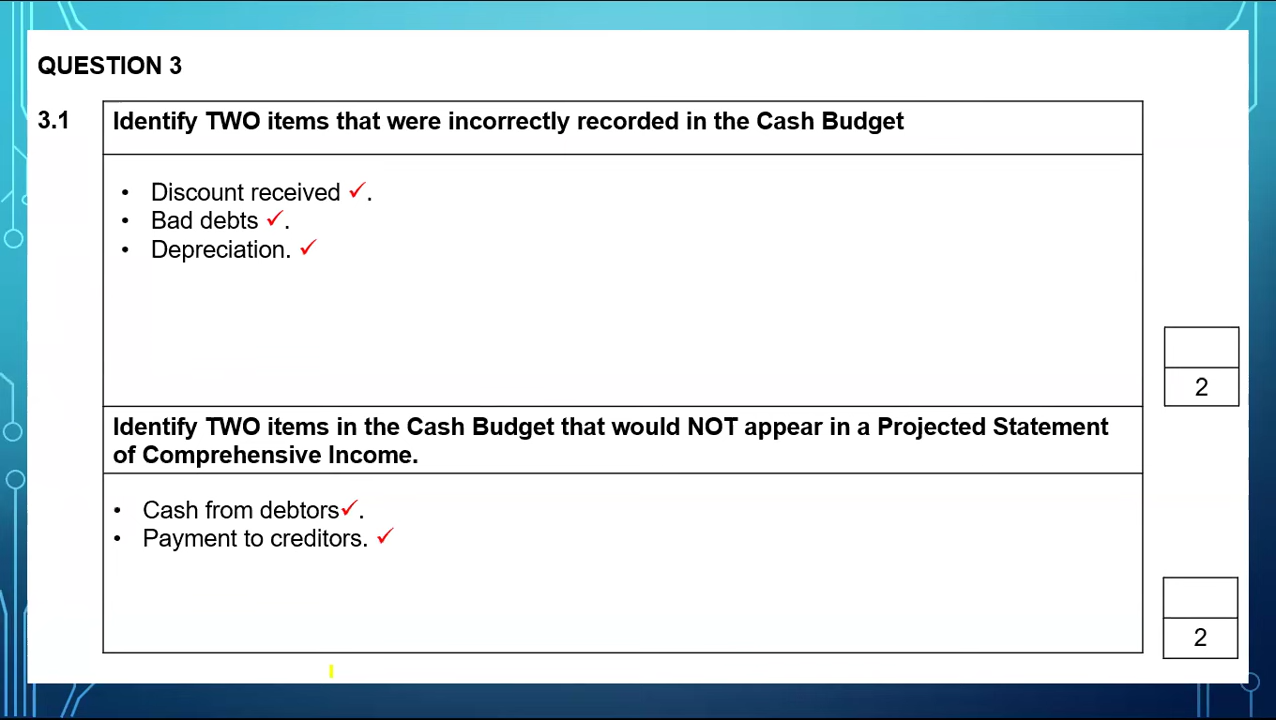 QUESTION 3
3.1
Identify TWO items that were incorrectly recorded in the Cash Budget
• Discount received ✓.
• Bad debts ✓.
• Depreciation. ✓
2
Identify TWO items in the Cash Budget that would NOT appear in a Projected Statement
of Comprehensive Income.
• Cash from debtors✓.
• Payment to creditors. ✓
2